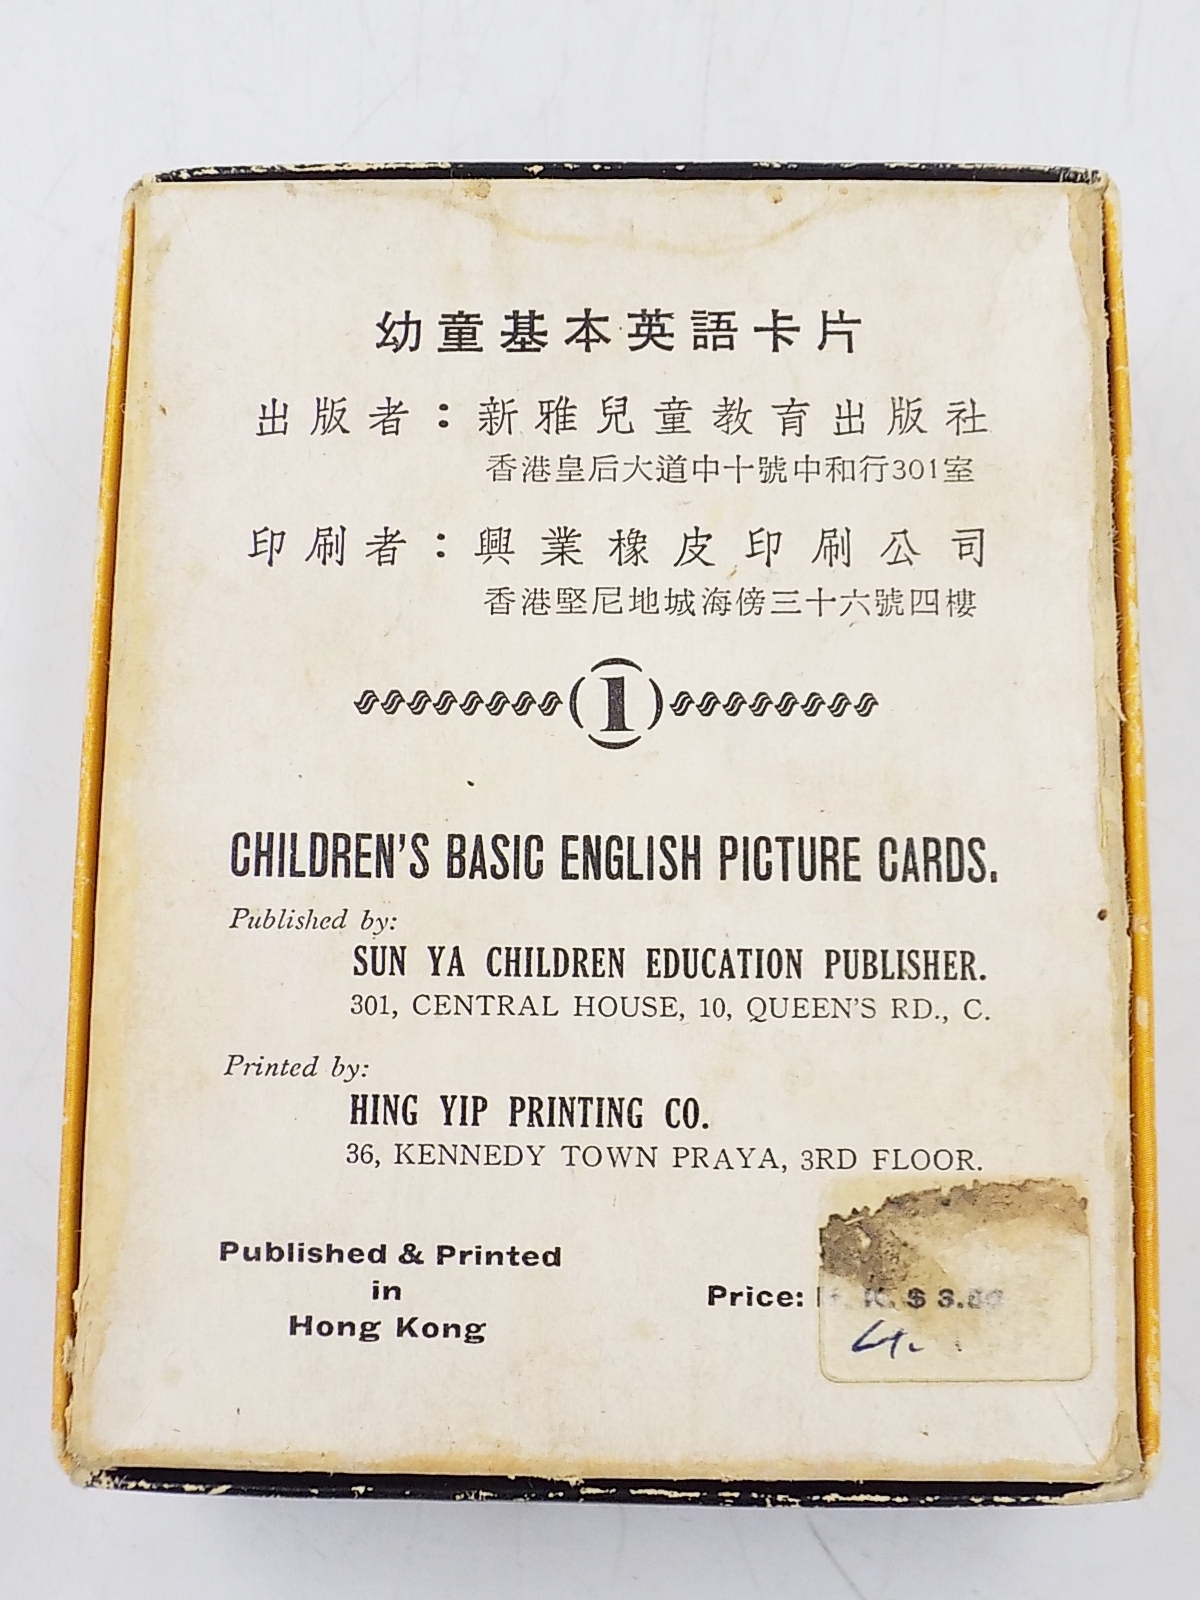 幼童基本英語卡片
出版者：新雅兒童教育出版社
香港皇后大道中十號中和行301室
印刷者：興業橡皮印刷公司
香港堅尼地城海傍三十六號四樓
(1)
CHILDREN'S BASIC ENGLISH PICTURE CARDS.
Published by:
SUN YA CHILDREN EDUCATION PUBLISHER.
301, CENTRAL HOUSE, 10, QUEEN'S RD., C.
Printed by:
HING YIP PRINTING CO.
36, KENNEDY TOWN PRAYA, 3RD FLOOR.
Published & Printed
in
Hong Kong
Price: H. K. $
4.